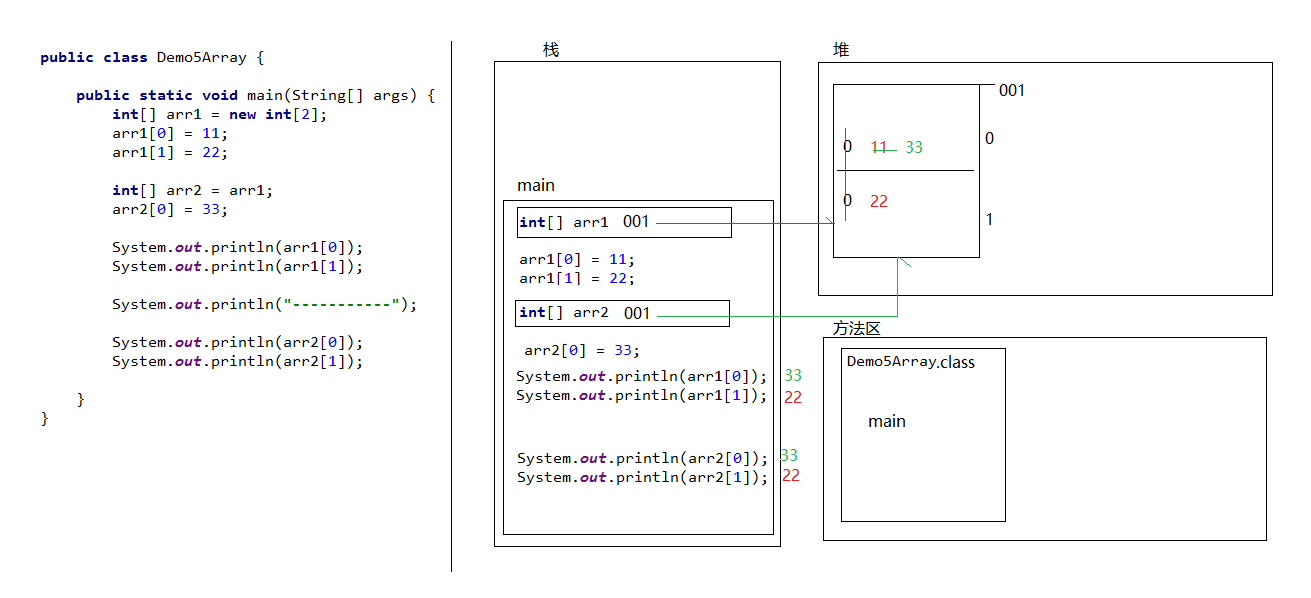 public class Demo5Array {
public static void main(String[] args) {
int[] arr1 = new int[2];
arr1[0] = 11;
arr1[1] = 22;
int[] arr2 = arr1;
arr2[0] = 33;
System.out.println(arr1[0]);
System.out.println(arr1[1]);
System.out.println("-----------");
System.out.println(arr2[0]);
System.out.println(arr2[1]);
}
}
栈
main
int[] arr1 001
arr1[0] = 11;
arr1[1] = 22;
int[] arr2 001
arr2[0] = 33;
System.out.println(arr1[0]); 33
System.out.println(arr1[1]); 22
System.out.println(arr2[0]); 33
System.out.println(arr2[1]); 22
堆
001
0 11 33 0
0 22
1
方法区
Demo5Array.class
main